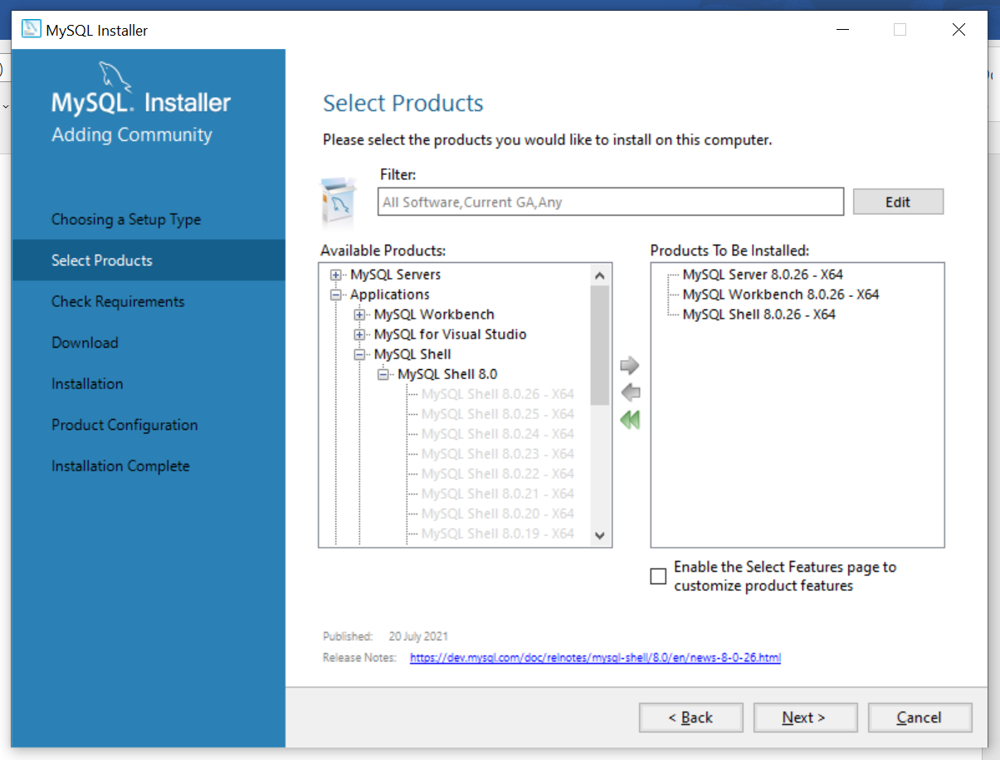 MySQL Installer
MySQL. Installer
Adding Community
Choosing a Setup Type
Select Products
Check Requirements
Download
Installation
Product Configuration
Installation Complete
Select Products
Please select the products you would like to install on this computer.
Filter:
All Software,Current GA,Any
Edit
Available Products:
MySQL Servers
Applications
MySQL Workbench
MySQL for Visual Studio
MySQL Shell
MySQL Shell 8.0
MySQL Shell 8.0.26 - X64
MySQL Shell 8.0.25 - X64
MySQL Shell 8.0.24 - X64
MySQL Shell 8.0.23 - X64
MySQL Shell 8.0.22 - X64
MySQL Shell 8.0.21 - X64
MySQL Shell 8.0.20 - X64
MySQL Shell 8.0.19 - X64
Products To Be Installed:
MySQL Server 8.0.26 - X64
MySQL Workbench 8.0.26 - X64
MySQL Shell 8.0.26 - X64
Enable the Select Features page to
customize product features
Published: 20 July 2021
Release Notes: https://dev.mysql.com/doc/relnotes/mysql-shell/8.0/en/news-8-0-26.html
< Back
Next >
Cancel